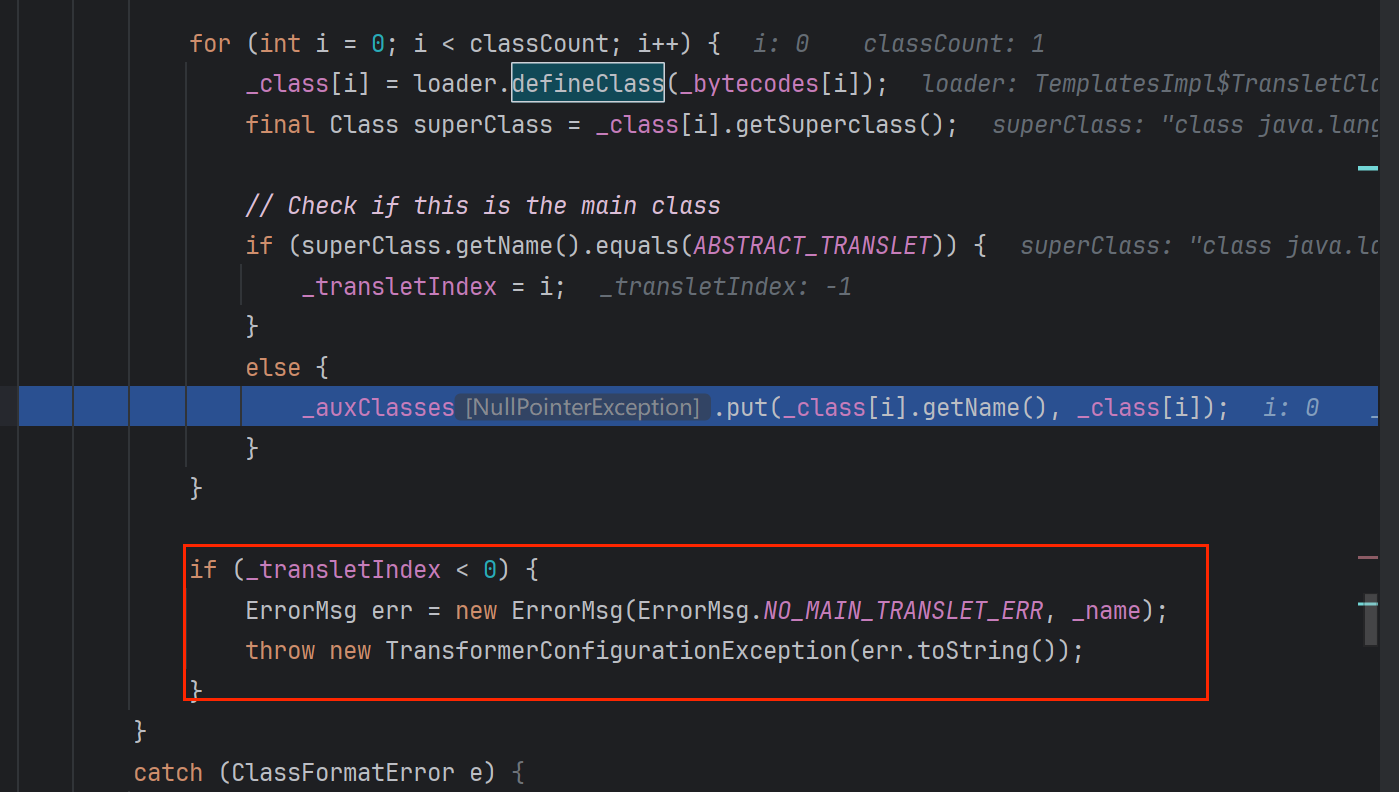 for (int i = 0; i < classCount; i++) {  i: 0    classCount: 1
_class[i] = loader.defineClass(_bytecodes[i]);  loader: TemplatesImpl$TransletCla
final Class superClass = _class[i].getSuperclass();  superClass: "class java.lang
// Check if this is the main class
if (superClass.getName().equals(ABSTRACT_TRANSLET)) {  superClass: "class java.la
_transletIndex = i;  _transletIndex: -1
}
else {
_auxClasses [NullPointerException] .put(_class[i].getName(), _class[i]);  i: 0    _
}
}
if (_transletIndex < 0) {
ErrorMsg err = new ErrorMsg(ErrorMsg.NO_MAIN_TRANSLET_ERR, _name);
throw new TransformerConfigurationException(err.toString());
}
}
catch (ClassFormatError e) {